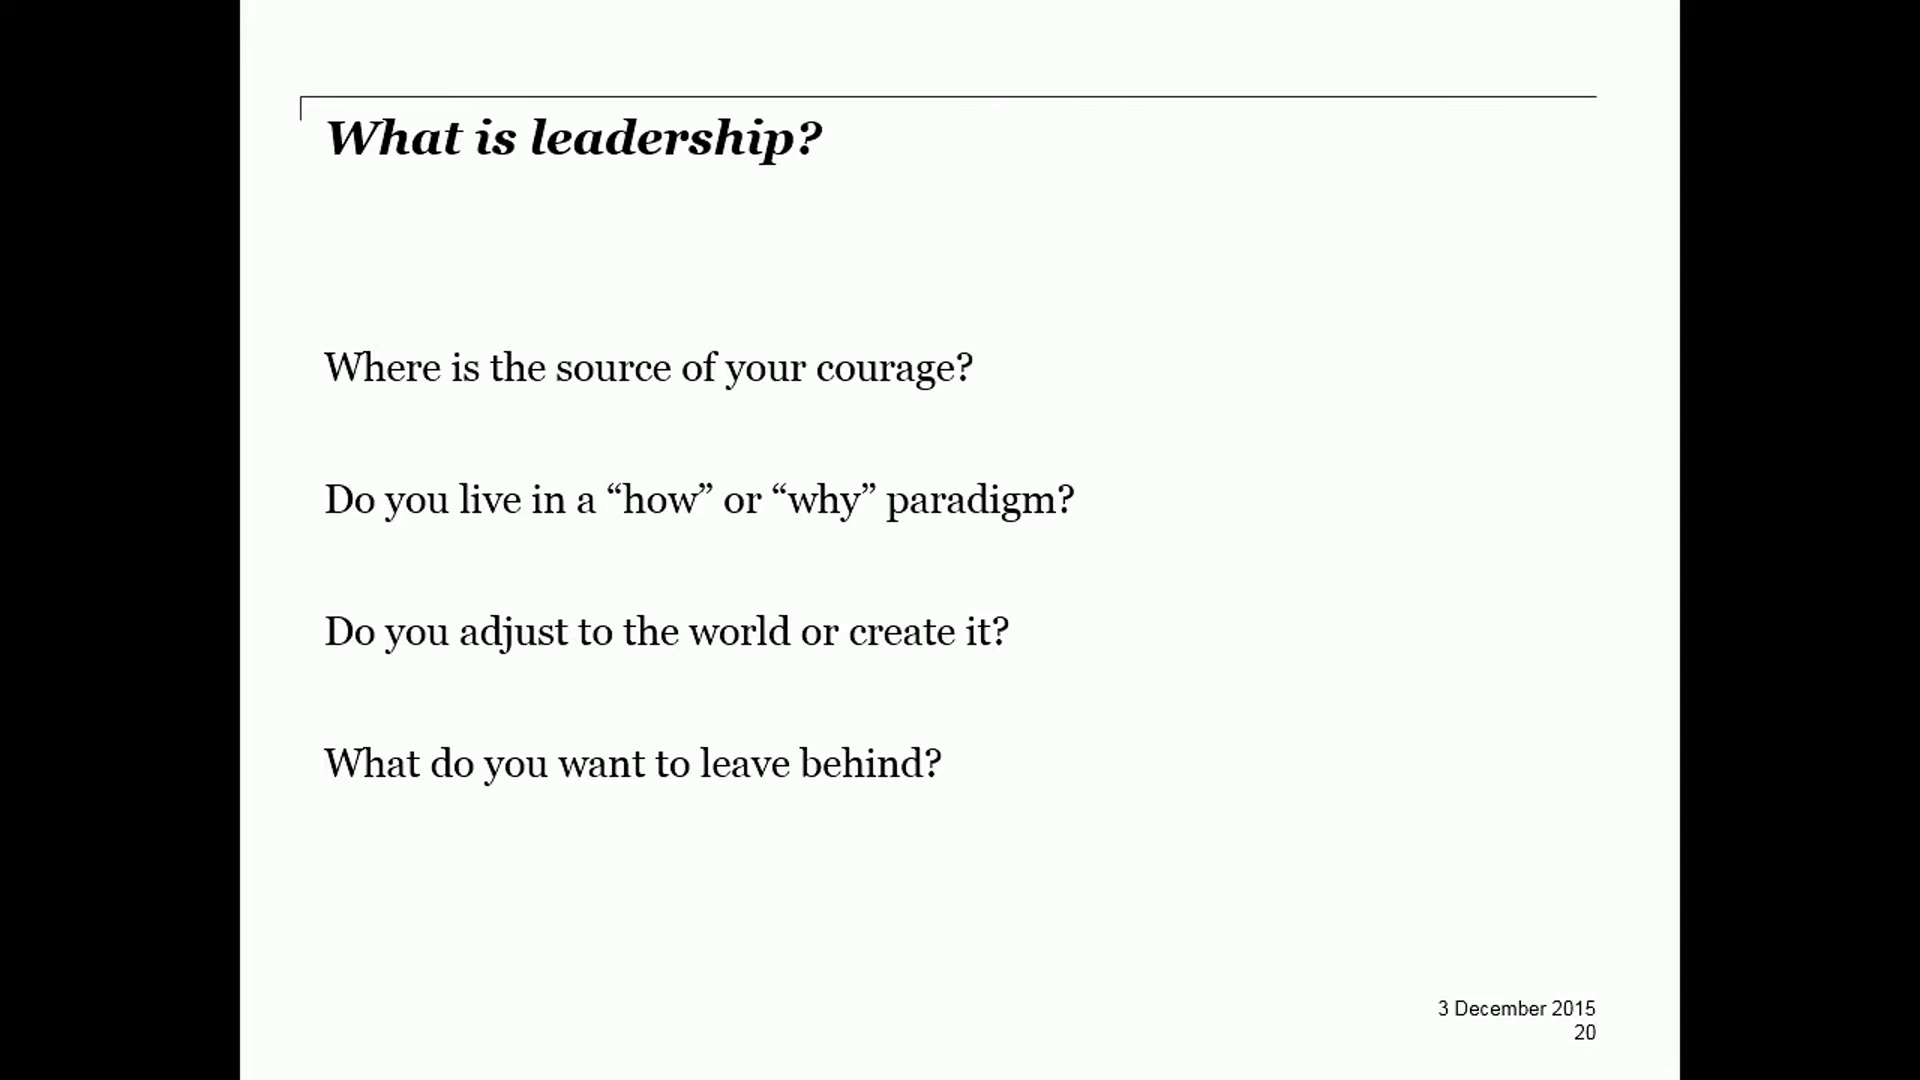 What is leadership?
Where is the source of your courage?
Do you live in a “how” or “why” paradigm?
Do you adjust to the world or create it?
What do you want to leave behind?
3 December 2015
20